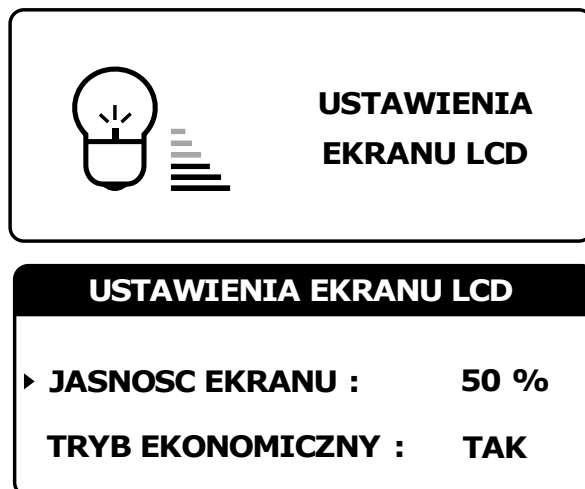 USTAWIENIA
EKRANU LCD
USTAWIENIA EKRANU LCD
JASNOSC EKRANU : 50 %
TRYB EKONOMICZNY : TAK